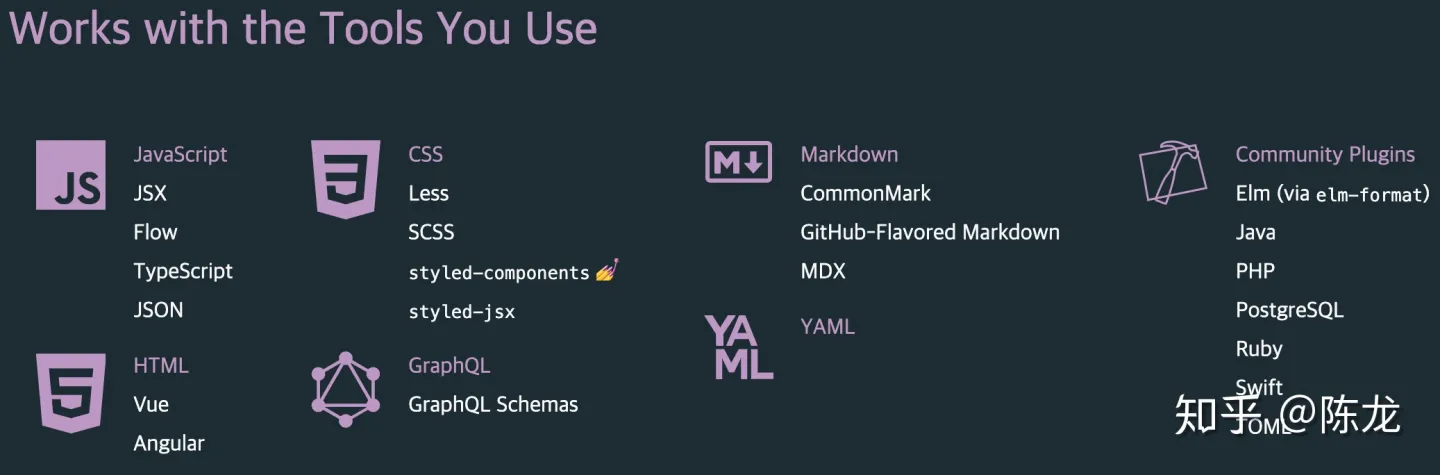 Works with the Tools You Use
JS
JavaScript
JSX
Flow
TypeScript
JSON
HTML
Vue
Angular
CSS
Less
SCSS
styled-components 💅
styled-jsx
GraphQL
GraphQL Schemas
M
Markdown
CommonMark
GitHub-Flavored Markdown
MDX
YA
ML
YAML
Community Plugins
Elm (via elm-format)
Java
PHP
PostgreSQL
Ruby
Swift
TOML
知乎 @陈龙